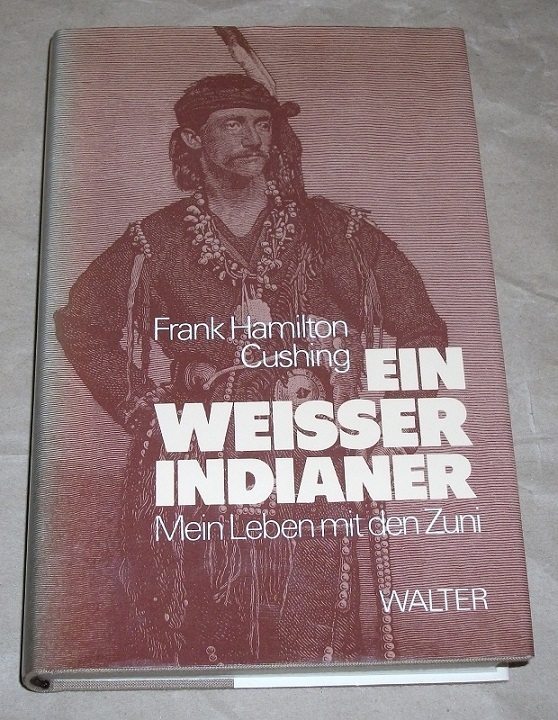 Frank Hamilton
Cushing
EIN
WEISSER
INDIANER
Mein Leben mit den Zuni
WALTER